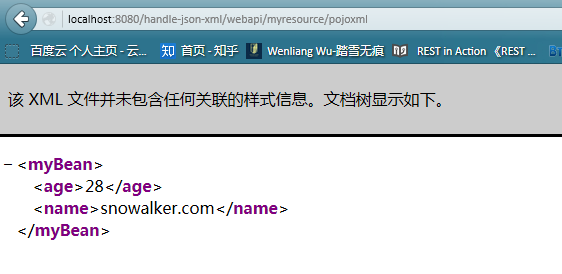 localhost:8080/handle-json-xml/webapi/myresource/pojoxml
百度云 个人主页 - 云... 知 首页 - 知乎 Wenliang Wu-踏雪无痕 REST in Action 《REST ...
该 XML 文件并未包含任何关联的样式信息。文档树显示如下。
− <myBean>
<age>28</age>
<name>snowalker.com</name>
</myBean>